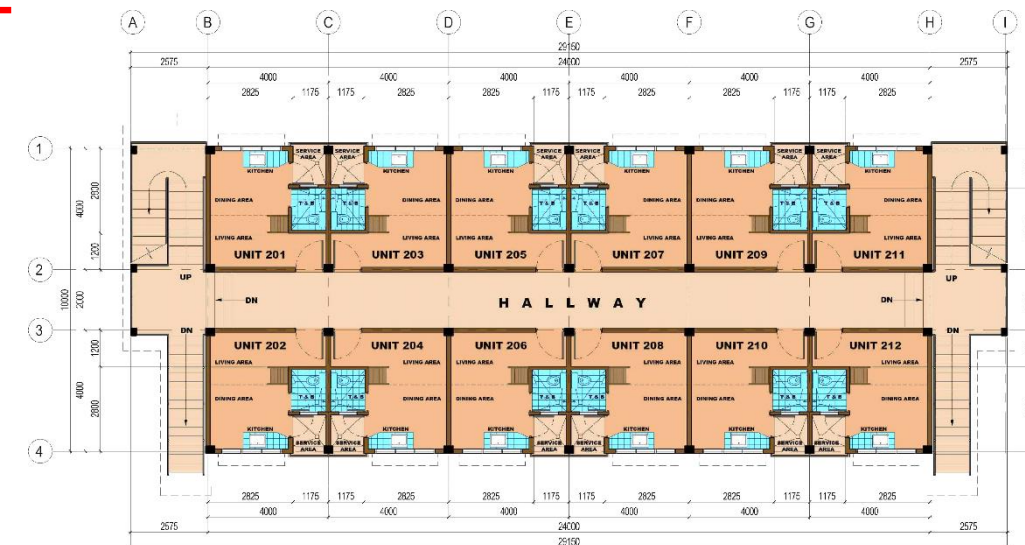 A B C D E F G H I
29150
2575 24000 2575
4000 4000 4000 4000 4000 4000
2825 1175 1175 2825 2825 1175 1175 2825 2825 1175 1175 2825
1
SERVICE AREA SERVICE AREA SERVICE AREA SERVICE AREA SERVICE AREA SERVICE AREA
KITCHEN KITCHEN KITCHEN KITCHEN KITCHEN KITCHEN
2800
4000
DINING AREA T & B T & B DINING AREA DINING AREA T & B T & B DINING AREA DINING AREA T & B T & B DINING AREA
LIVING AREA LIVING AREA LIVING AREA LIVING AREA LIVING AREA LIVING AREA
1200
UNIT 201 UNIT 203 UNIT 205 UNIT 207 UNIT 209 UNIT 211
2
UP UP
10000 2000
DN HALLWAY DN
3
DN DN
1200
UNIT 202 UNIT 204 UNIT 206 UNIT 208 UNIT 210 UNIT 212
LIVING AREA LIVING AREA LIVING AREA LIVING AREA LIVING AREA LIVING AREA
4000
2800
DINING AREA T & B T & B DINING AREA DINING AREA T & B T & B DINING AREA DINING AREA T & B T & B DINING AREA
KITCHEN KITCHEN KITCHEN KITCHEN KITCHEN KITCHEN
SERVICE AREA SERVICE AREA SERVICE AREA SERVICE AREA SERVICE AREA SERVICE AREA
4
2825 1175 1175 2825 2825 1175 1175 2825 2825 1175 1175 2825
4000 4000 4000 4000 4000 4000
2575 24000 2575
29150